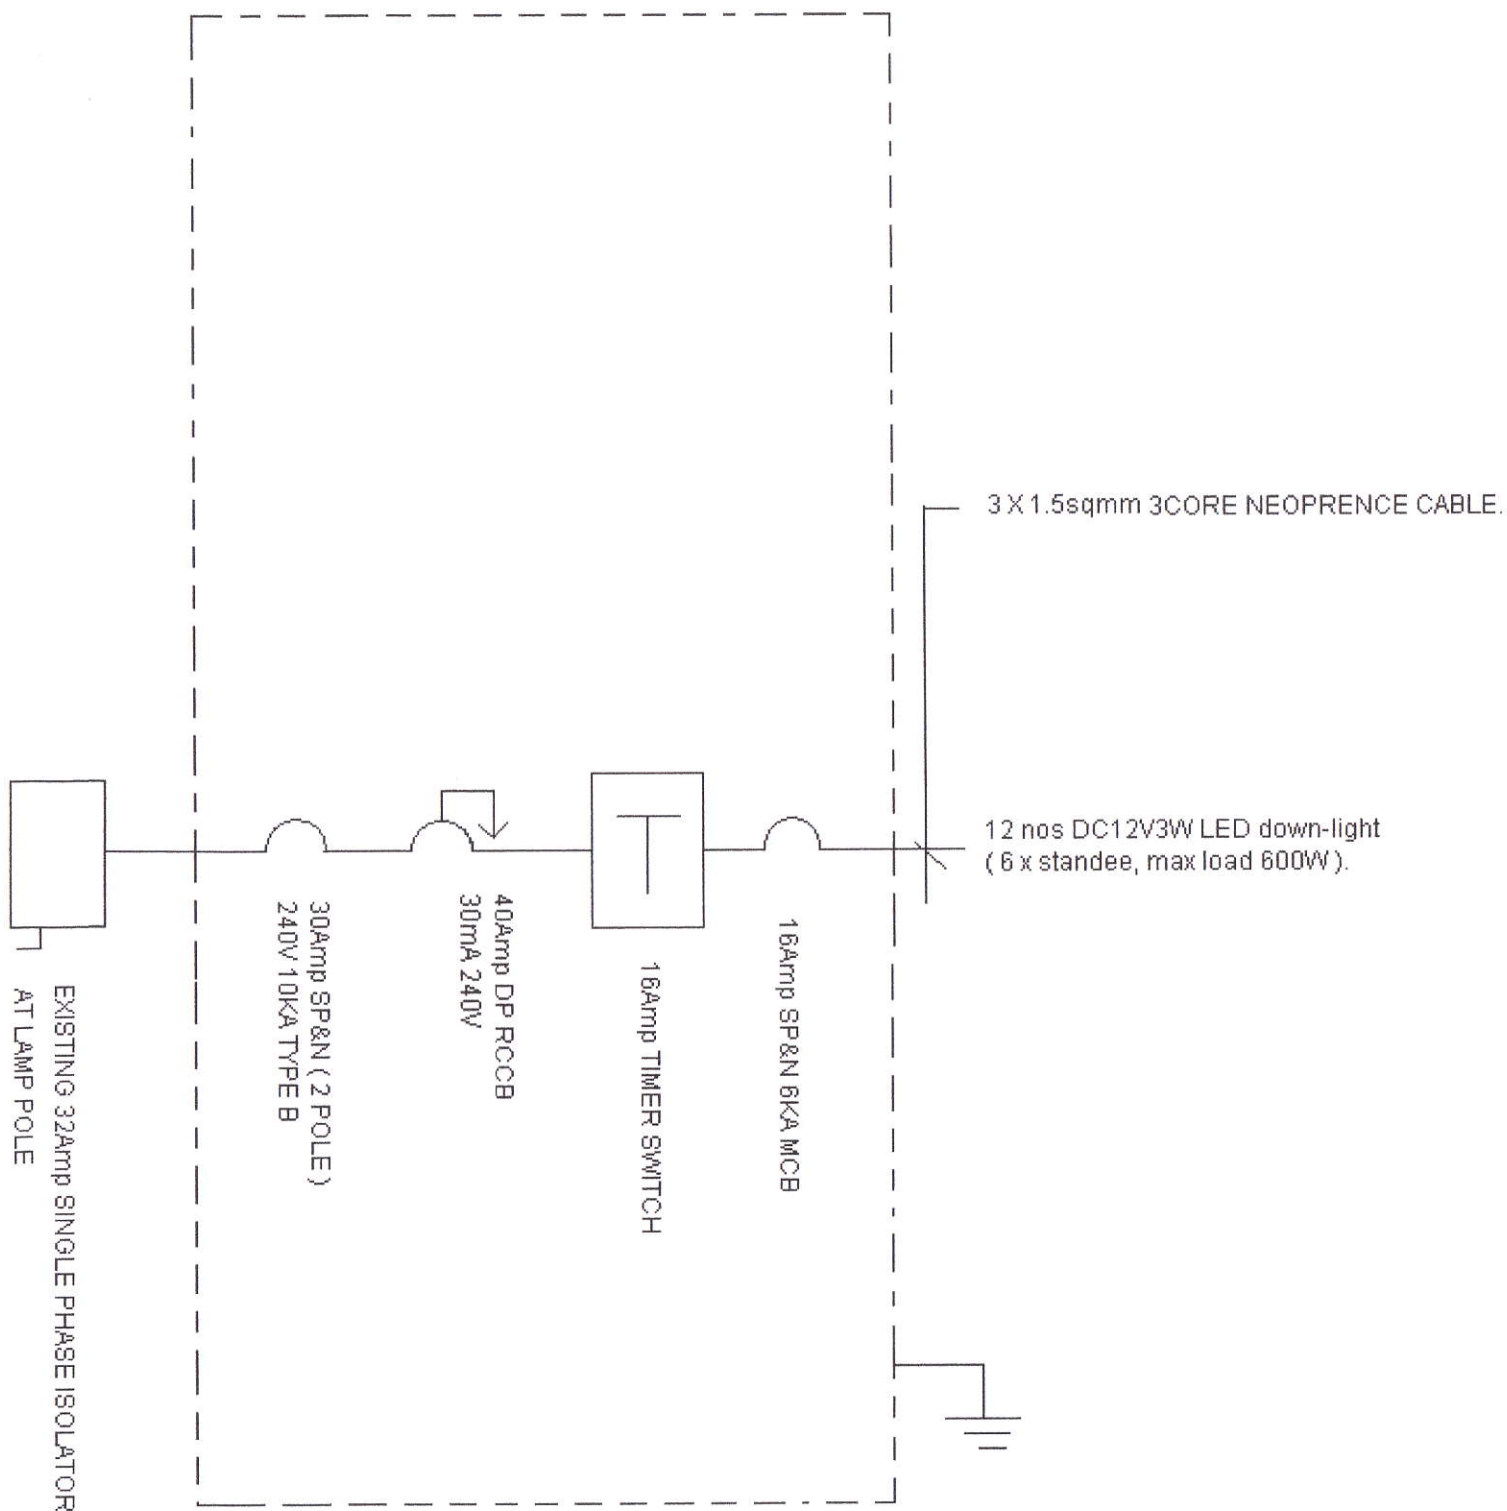 3 X 1.5sqmm 3CORE NEOPRENCE CABLE.
12 nos DC12V3W LED down-light
( 6 x standee, max load 600W ).
EXISTING 32Amp SINGLE PHASE ISOLATOR
AT LAMP POLE
30Amp SP&N ( 2 POLE )
240V 10KA TYPE B
40Amp DP RCCB
30mA 240V
T
16Amp TIMER SWITCH
16Amp SP&N 6KA MCB